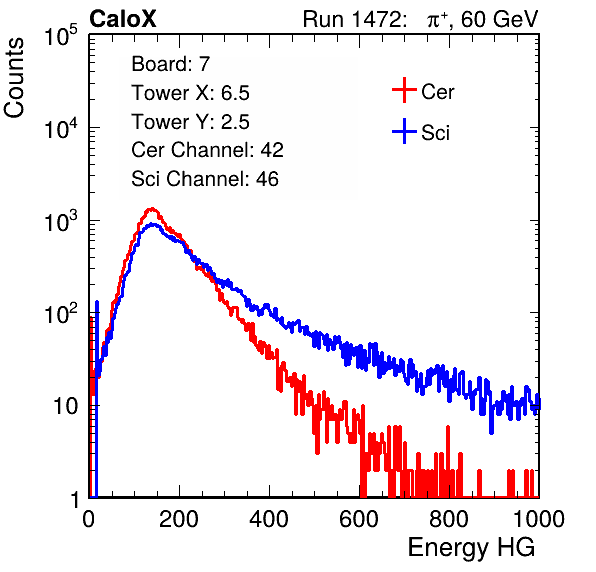 CaloX Run 1472: π⁺, 60 GeV
Counts
10⁵
10⁴
10³
10²
10
1
Board: 7
Tower X: 6.5
Tower Y: 2.5
Cer Channel: 42
Sci Channel: 46
Cer
Sci
0 200 400 600 800 1000
Energy HG